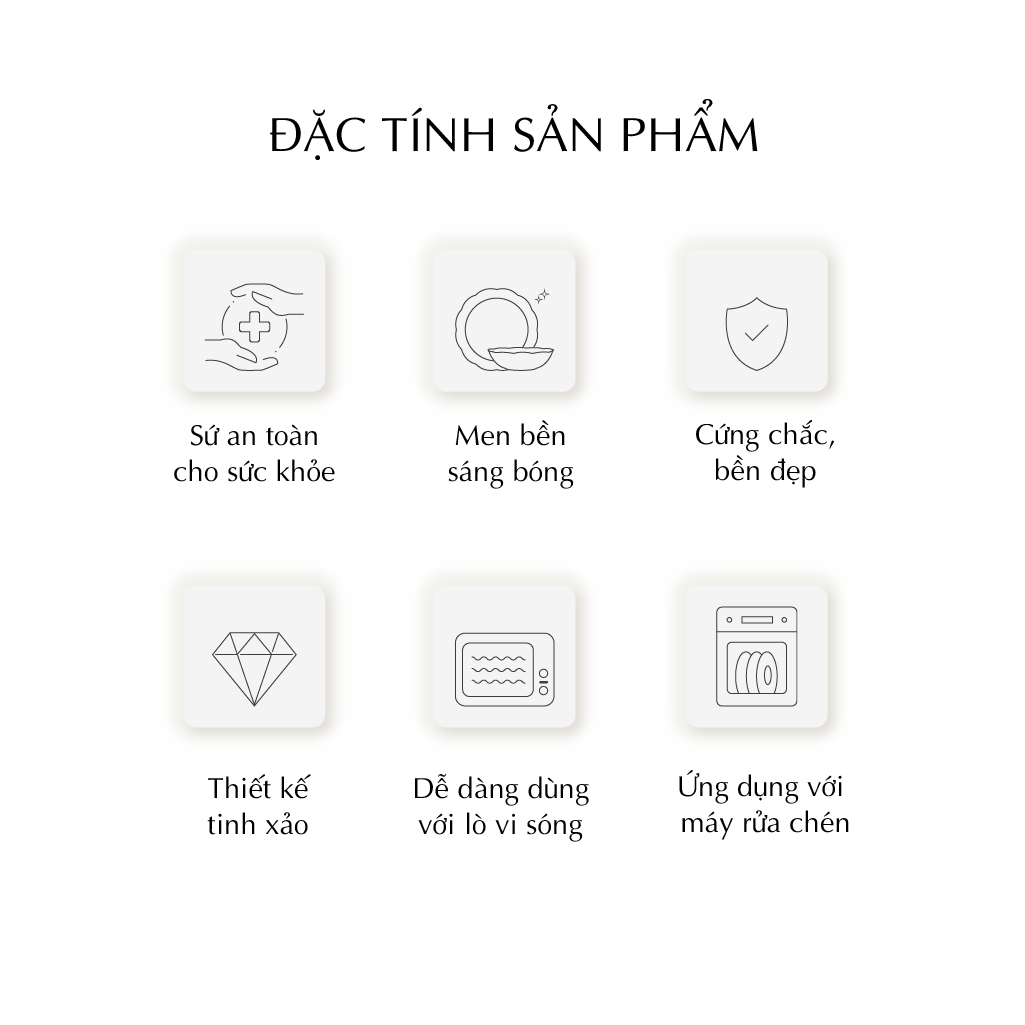 ĐẶC TÍNH SẢN PHẨM
Sứ an toàn
cho sức khỏe
Men bền
sáng bóng
Cứng chắc,
bền đẹp
Thiết kế
tinh xảo
Dễ dàng dùng
với lò vi sóng
Ứng dụng với
máy rửa chén